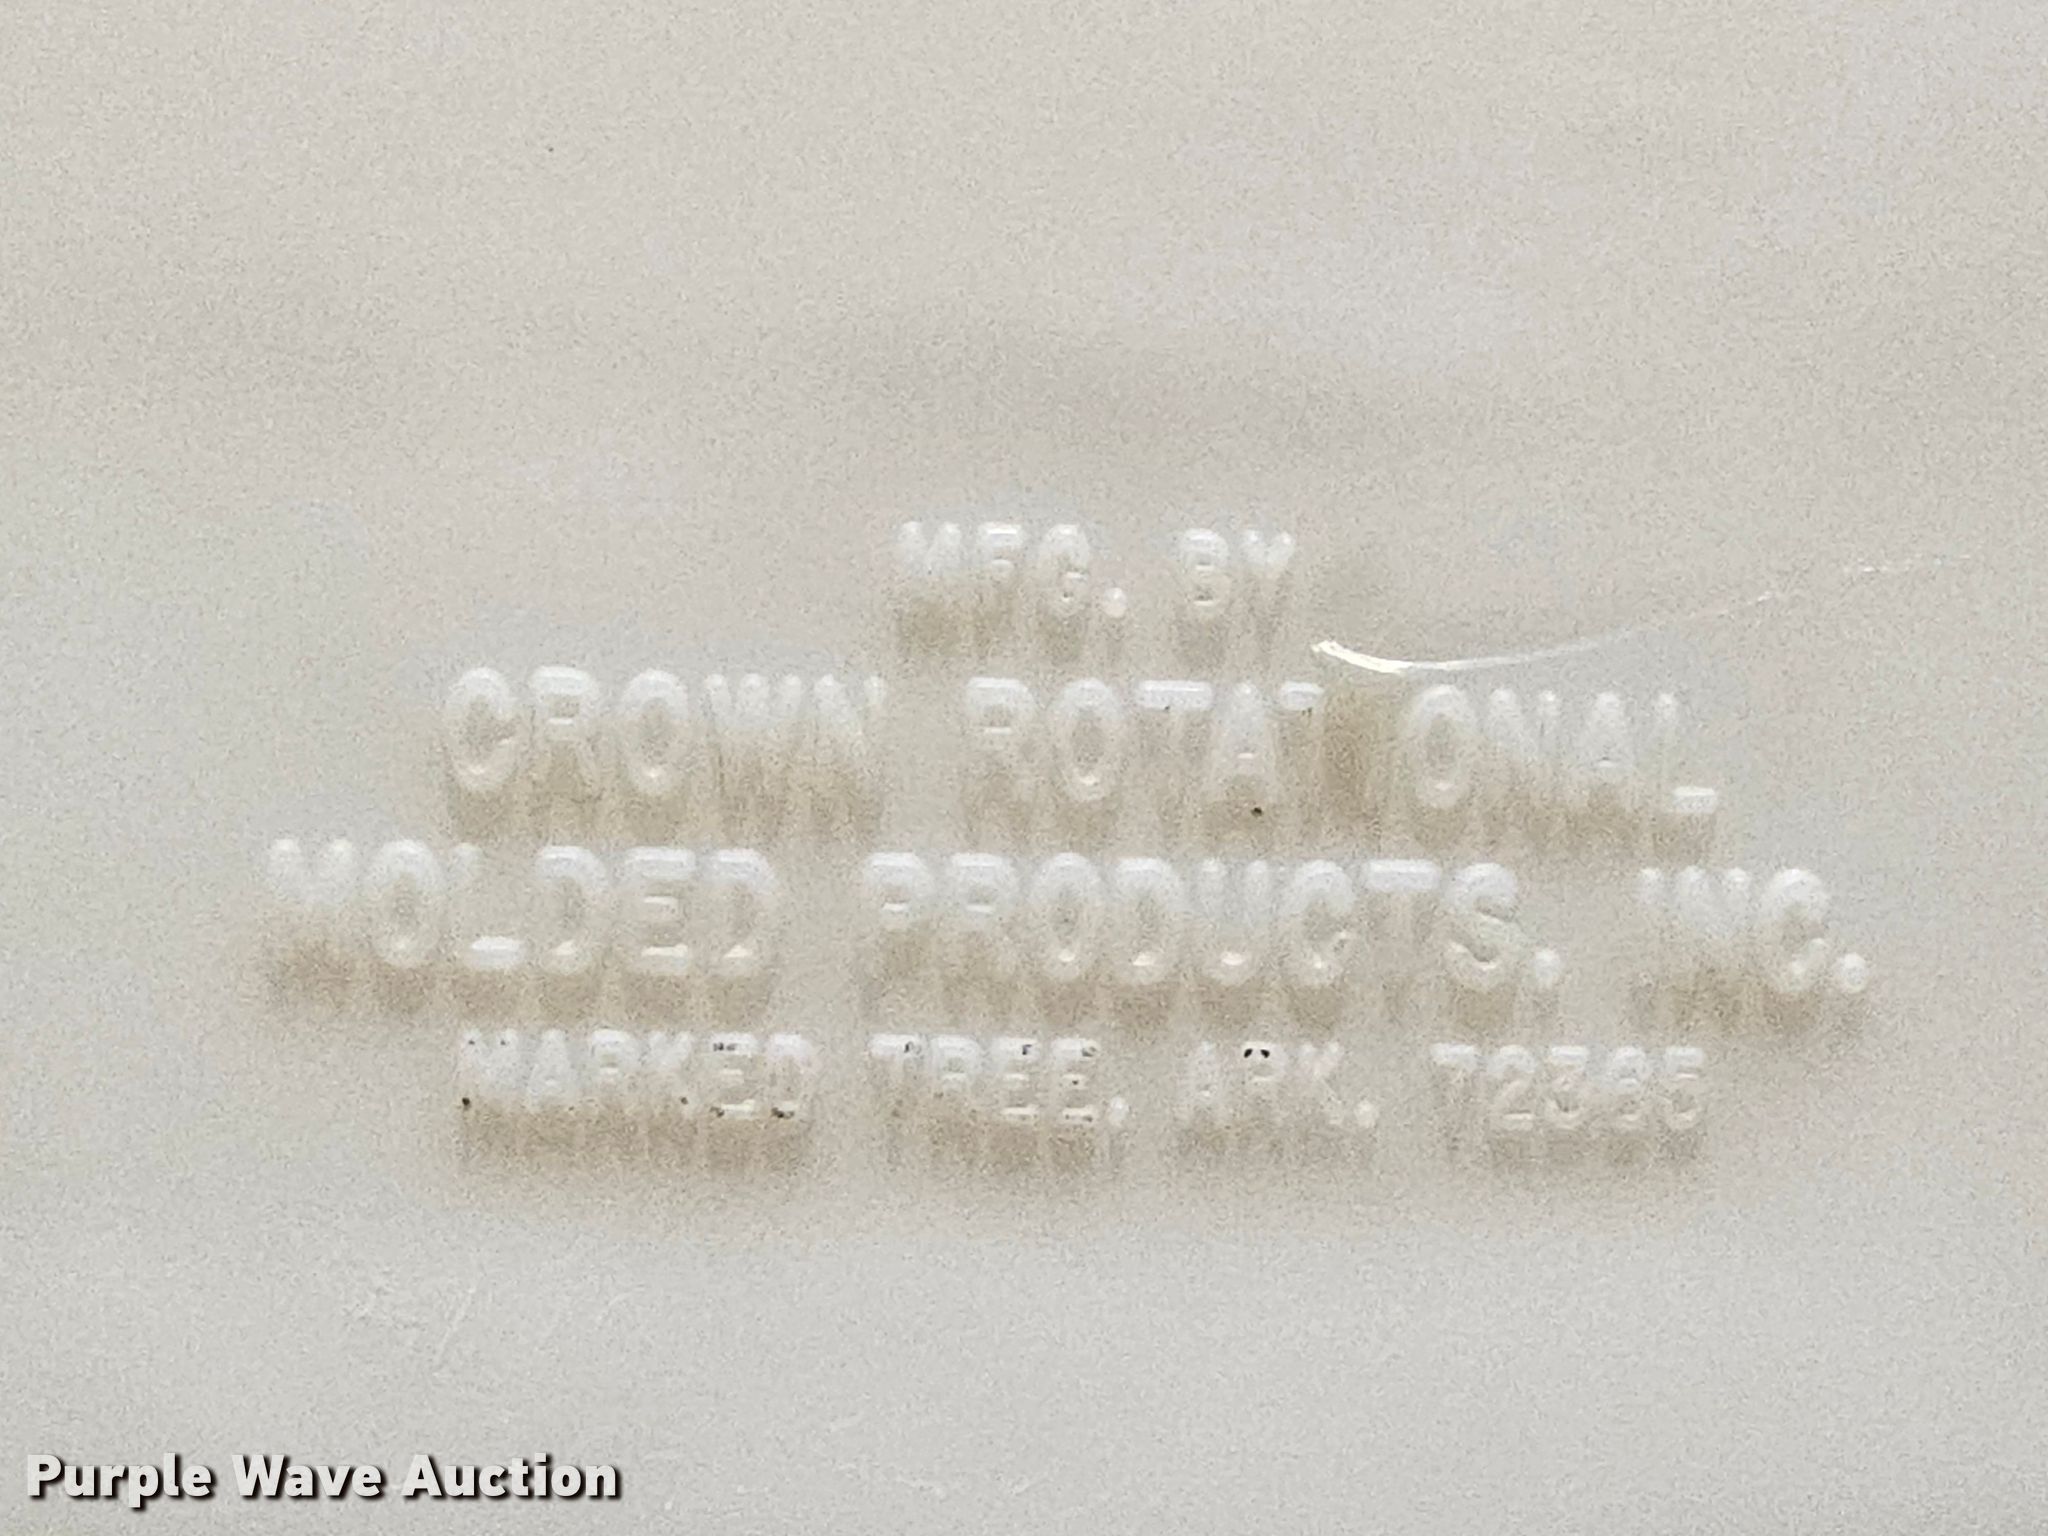 MFG. BY
CROWN ROTATIONAL
MOLDED PRODUCTS, INC.
MARKED TREE, ARK. 72365
Purple Wave Auction